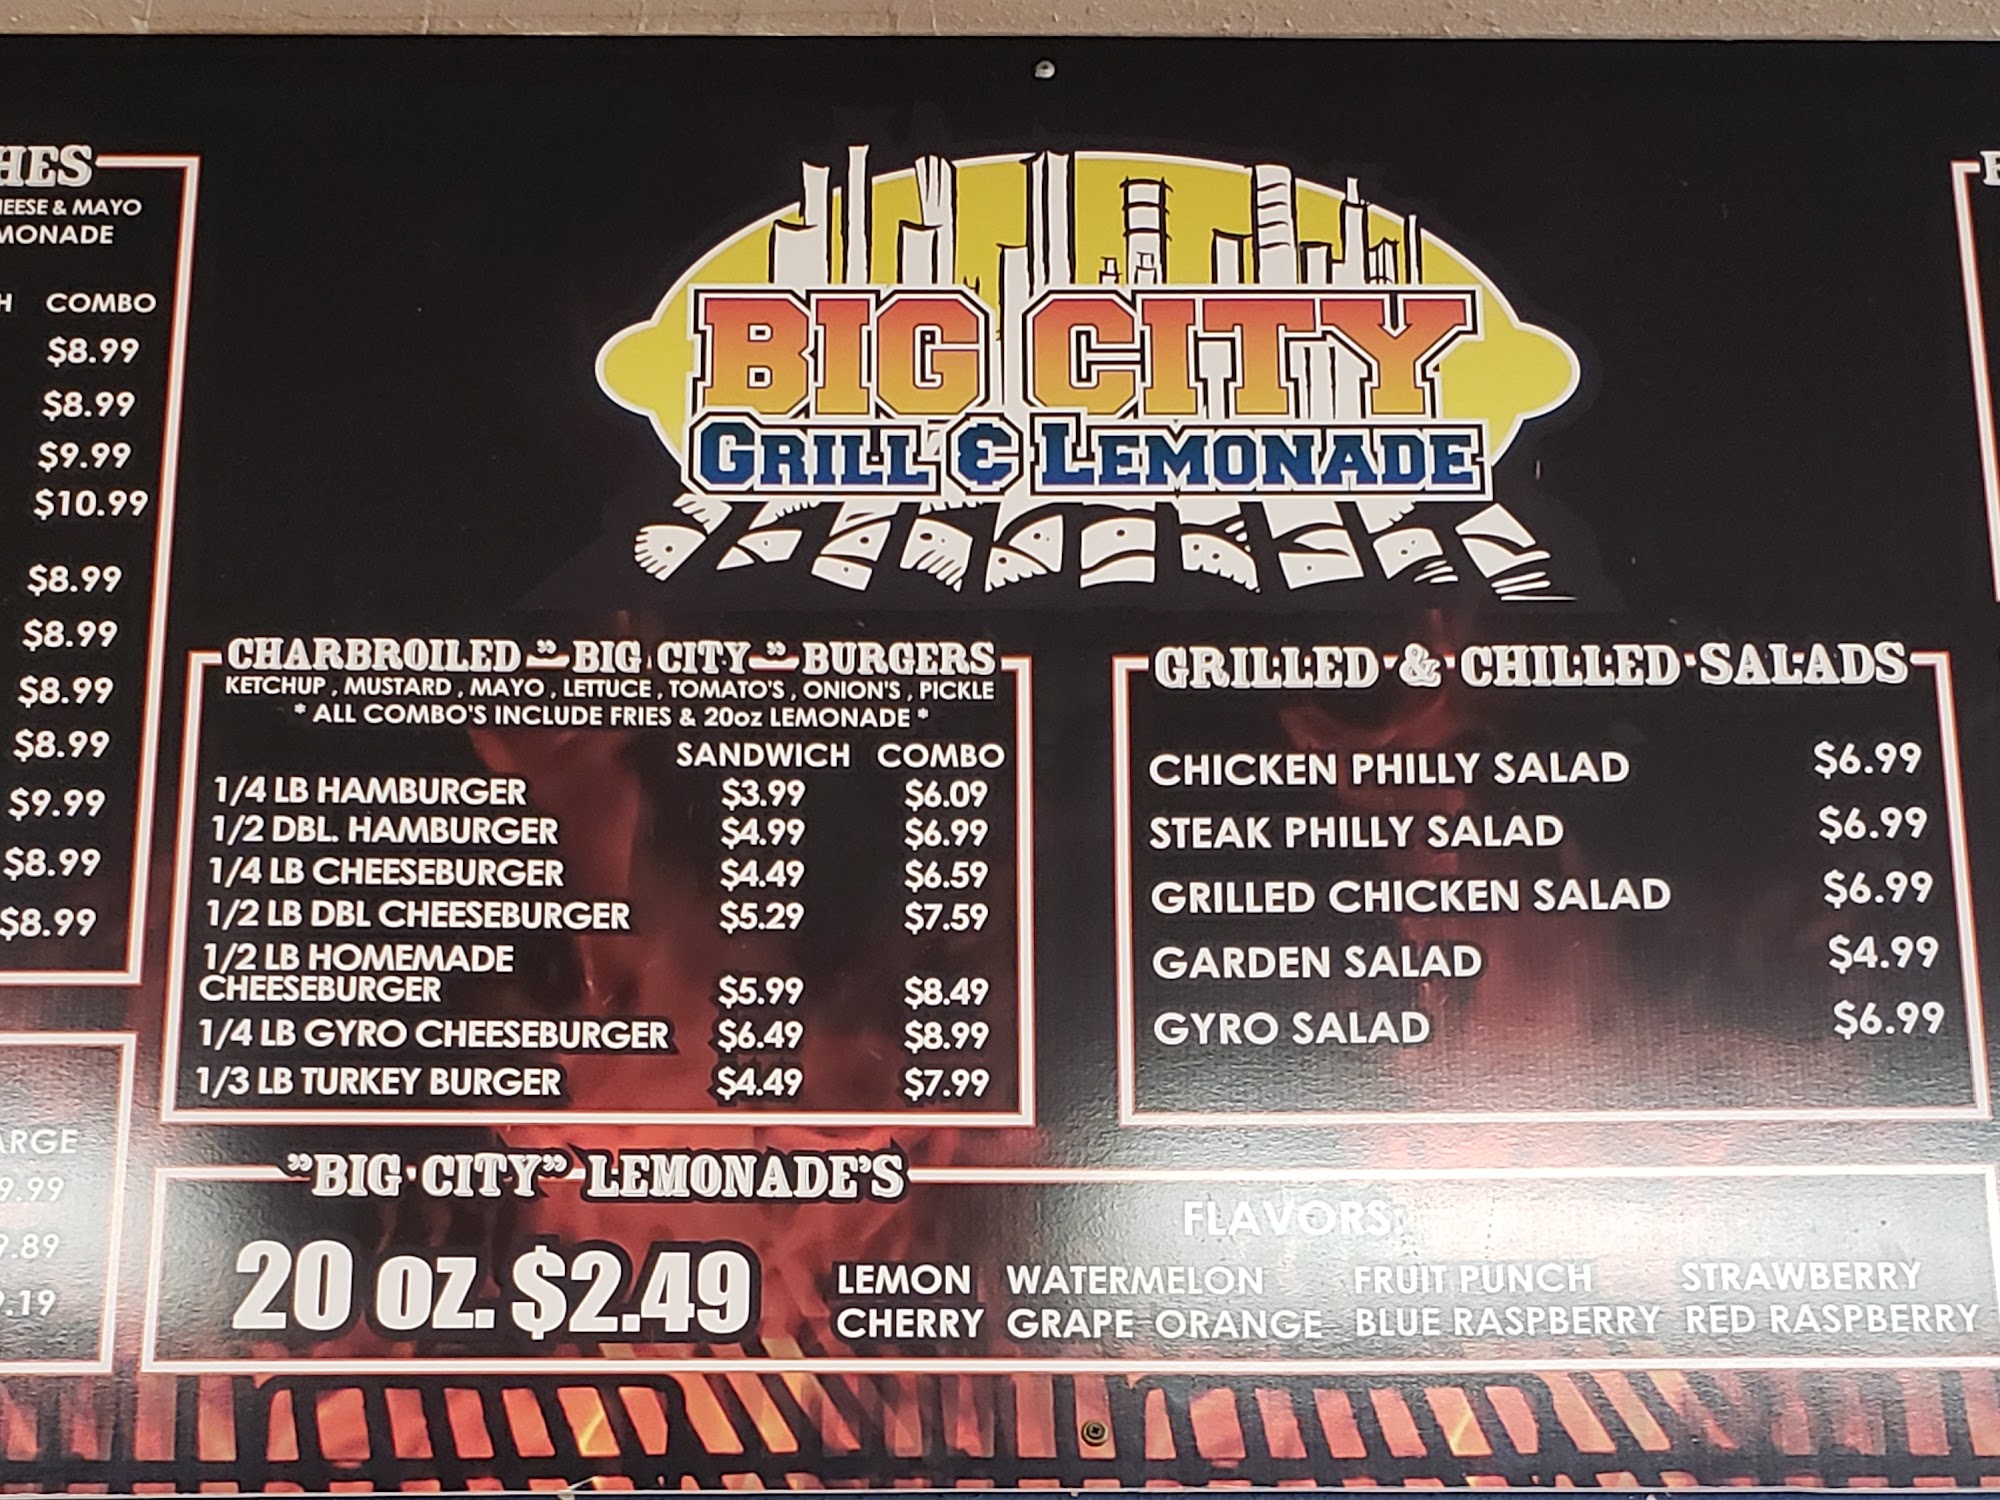 HES
HEESE & MAYO
MONADE
H COMBO
$8.99
$8.99
$9.99
$10.99
$8.99
$8.99
$8.99
$8.99
$9.99
$8.99
$8.99
ARGE
9.99
.89
.19
BIG CITY
GRILL & LEMONADE
CHARBROILED "BIG CITY" BURGERS
KETCHUP , MUSTARD , MAYO , LETTUCE , TOMATO'S , ONION'S , PICKLE
* ALL COMBO'S INCLUDE FRIES & 20oz LEMONADE *
SANDWICH COMBO
1/4 LB HAMBURGER $3.99 $6.09
1/2 DBL. HAMBURGER $4.99 $6.99
1/4 LB CHEESEBURGER $4.49 $6.59
1/2 LB DBL CHEESEBURGER $5.29 $7.59
1/2 LB HOMEMADE
CHEESEBURGER $5.99 $8.49
1/4 LB GYRO CHEESEBURGER $6.49 $8.99
1/3 LB TURKEY BURGER $4.49 $7.99
GRILLED & CHILLED SALADS
CHICKEN PHILLY SALAD $6.99
STEAK PHILLY SALAD $6.99
GRILLED CHICKEN SALAD $6.99
GARDEN SALAD $4.99
GYRO SALAD $6.99
"BIG CITY" LEMONADE'S
20 OZ. $2.49
FLAVORS
LEMON WATERMELON FRUIT PUNCH STRAWBERRY
CHERRY GRAPE ORANGE BLUE RASPBERRY RED RASPBERRY